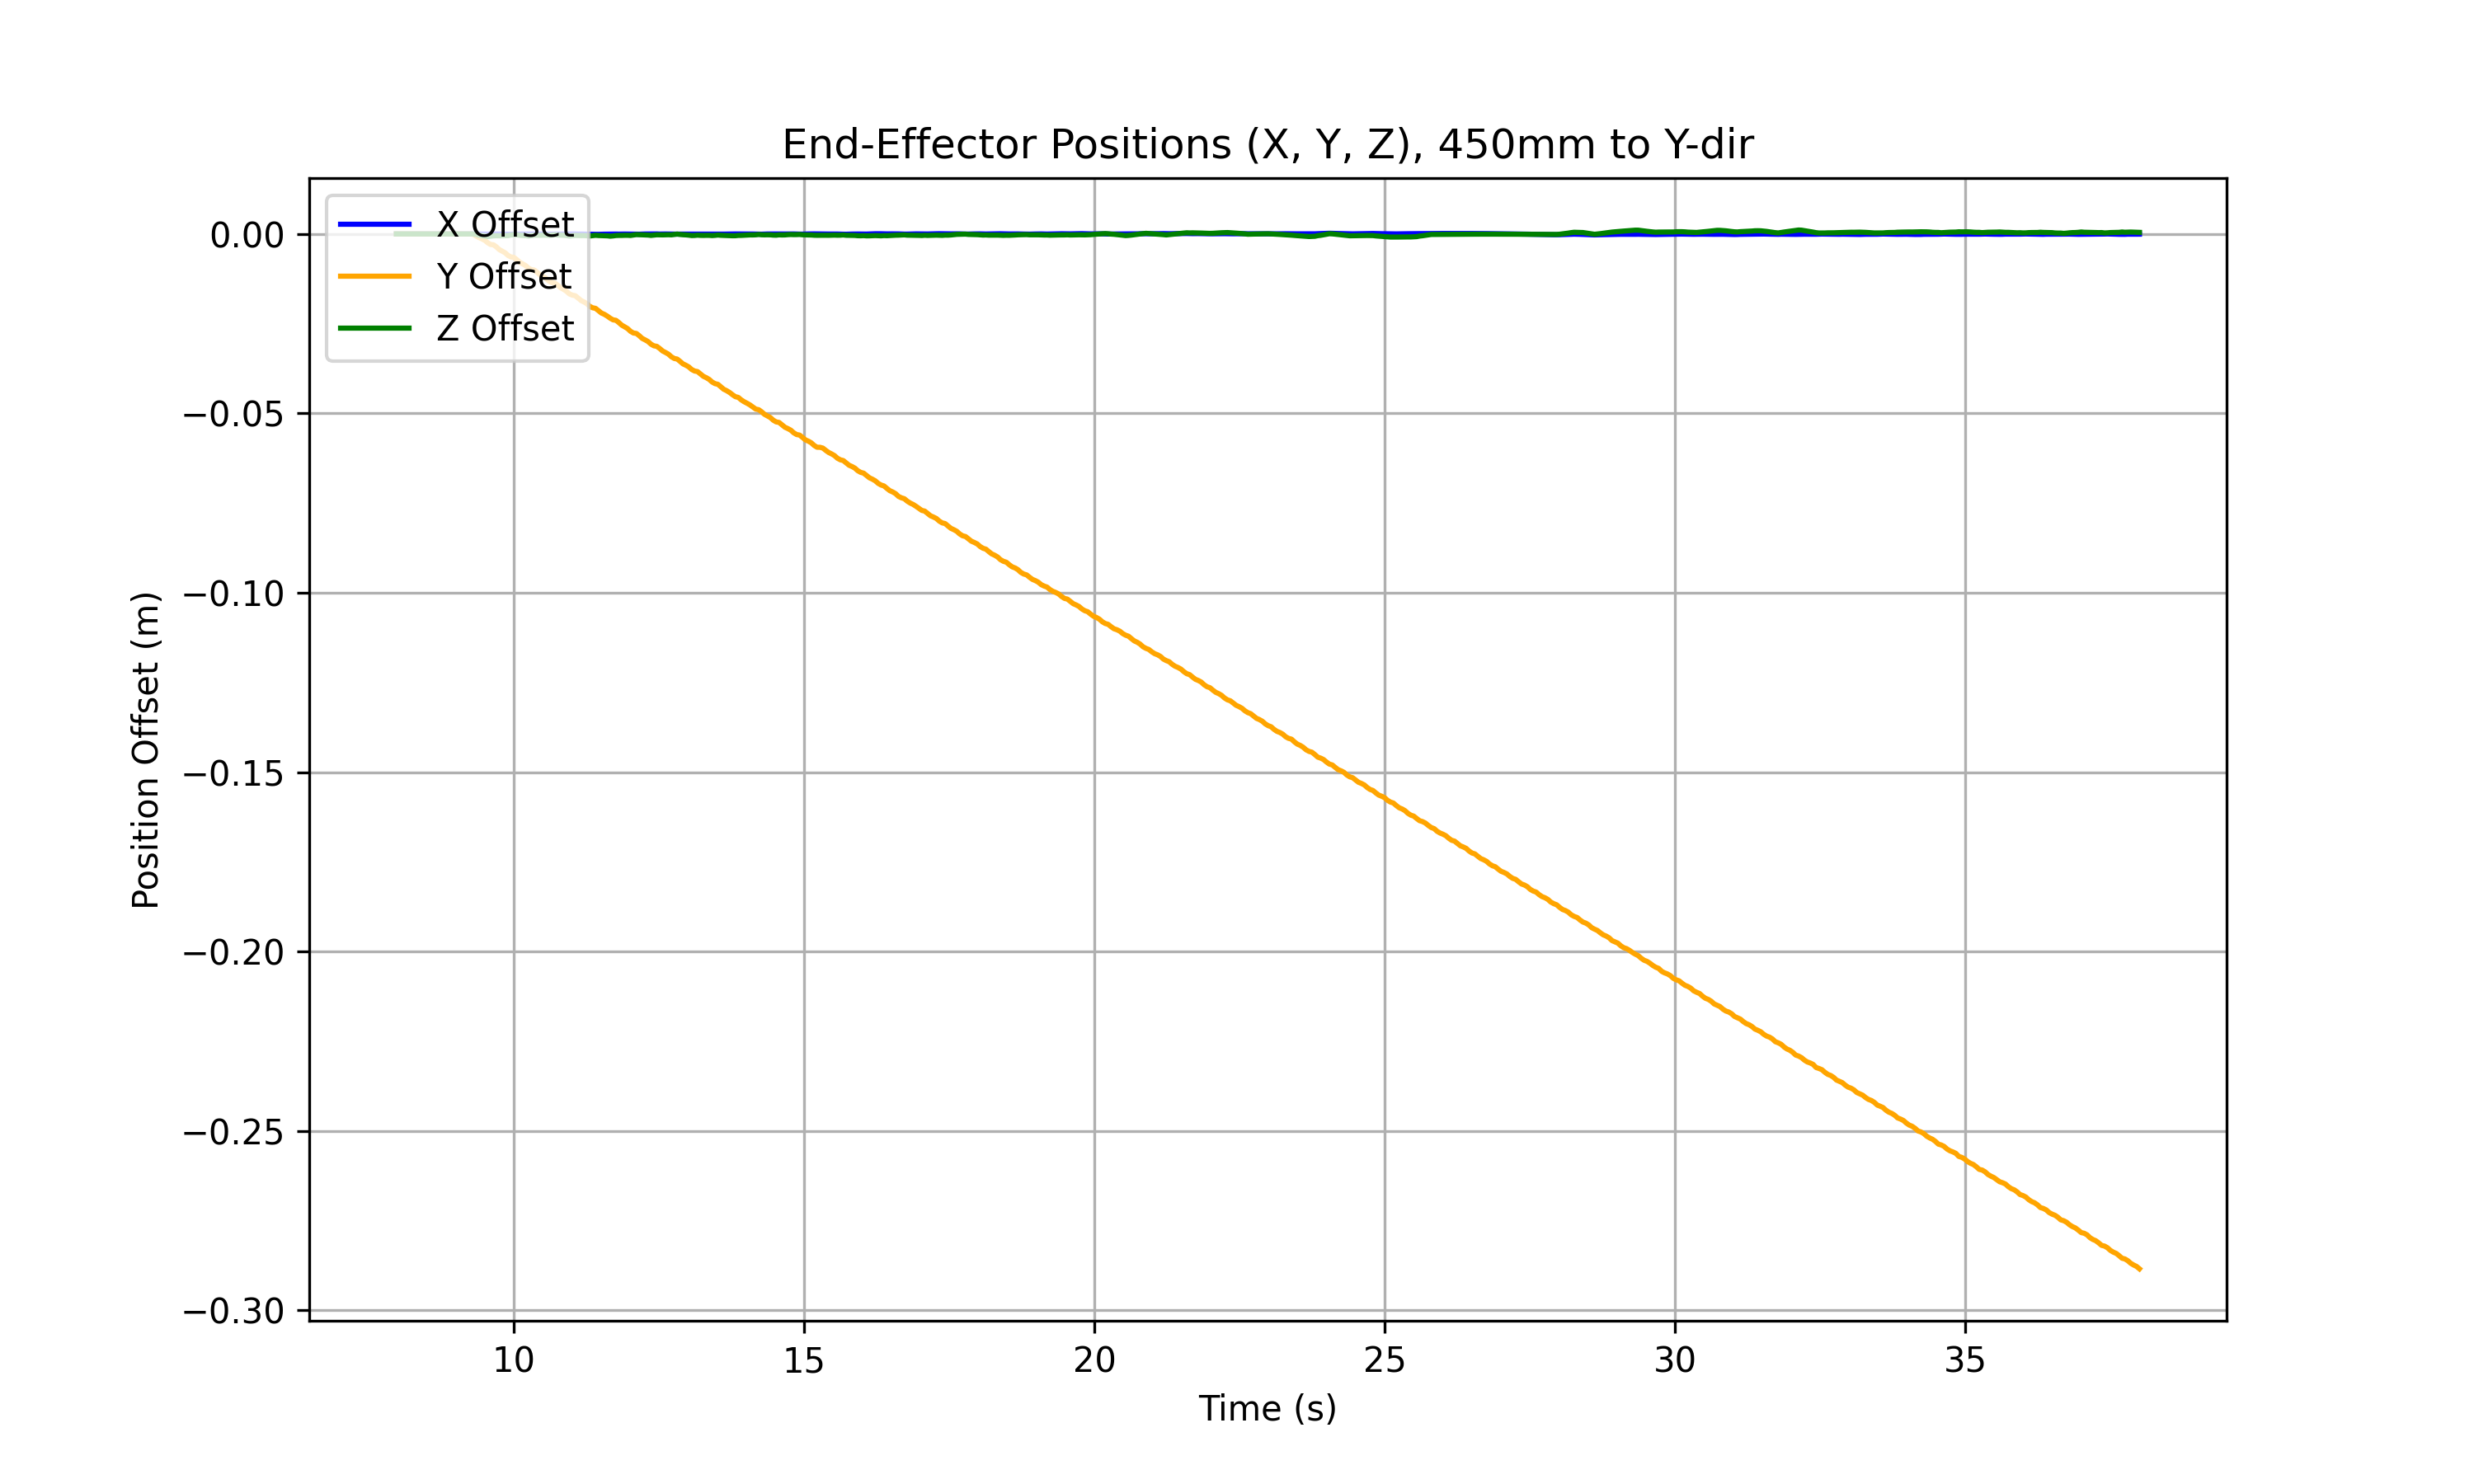 End-Effector Positions (X, Y, Z), 450mm to Y-dir
X Offset
Y Offset
Z Offset
0.00
−0.05
−0.10
−0.15
−0.20
−0.25
−0.30
Position Offset (m)
10 15 20 25 30 35
Time (s)